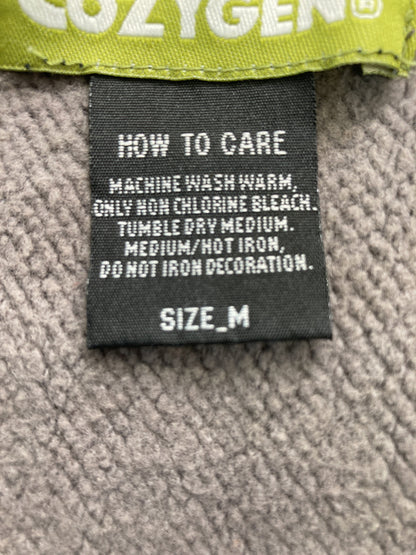 COZYGEN®
HOW TO CARE
MACHINE WASH WARM,
ONLY NON CHLORINE BLEACH.
TUMBLE DRY MEDIUM.
MEDIUM/HOT IRON,
DO NOT IRON DECORATION.
SIZE_M